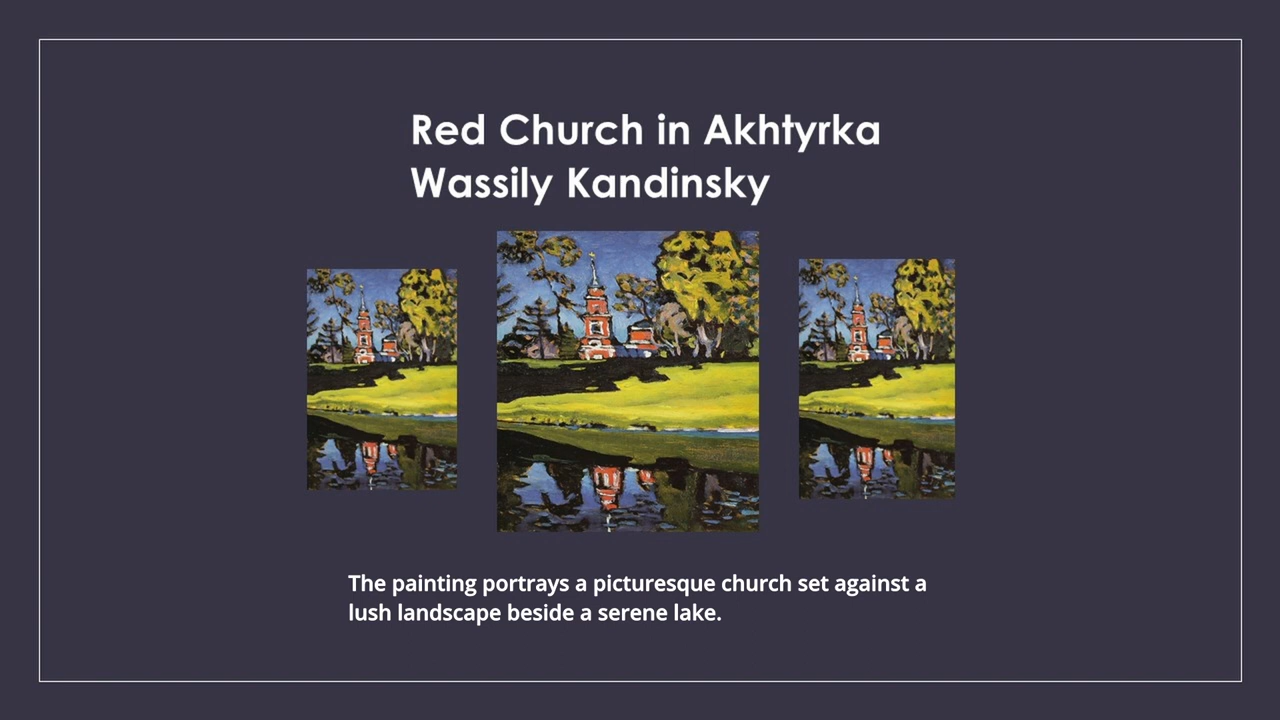 Red Church in Akhtyrka
Wassily Kandinsky
The painting portrays a picturesque church set against a
lush landscape beside a serene lake.